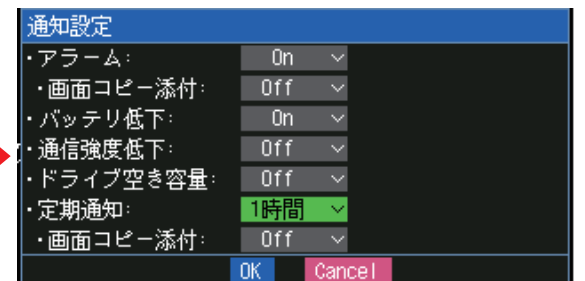 通知設定
・アラーム: On
・画面コピー添付: Off
・バッテリ低下: On
・通信強度低下: Off
・ドライブ空き容量: Off
・定期通知: 1時間
・画面コピー添付: Off
OK Cancel